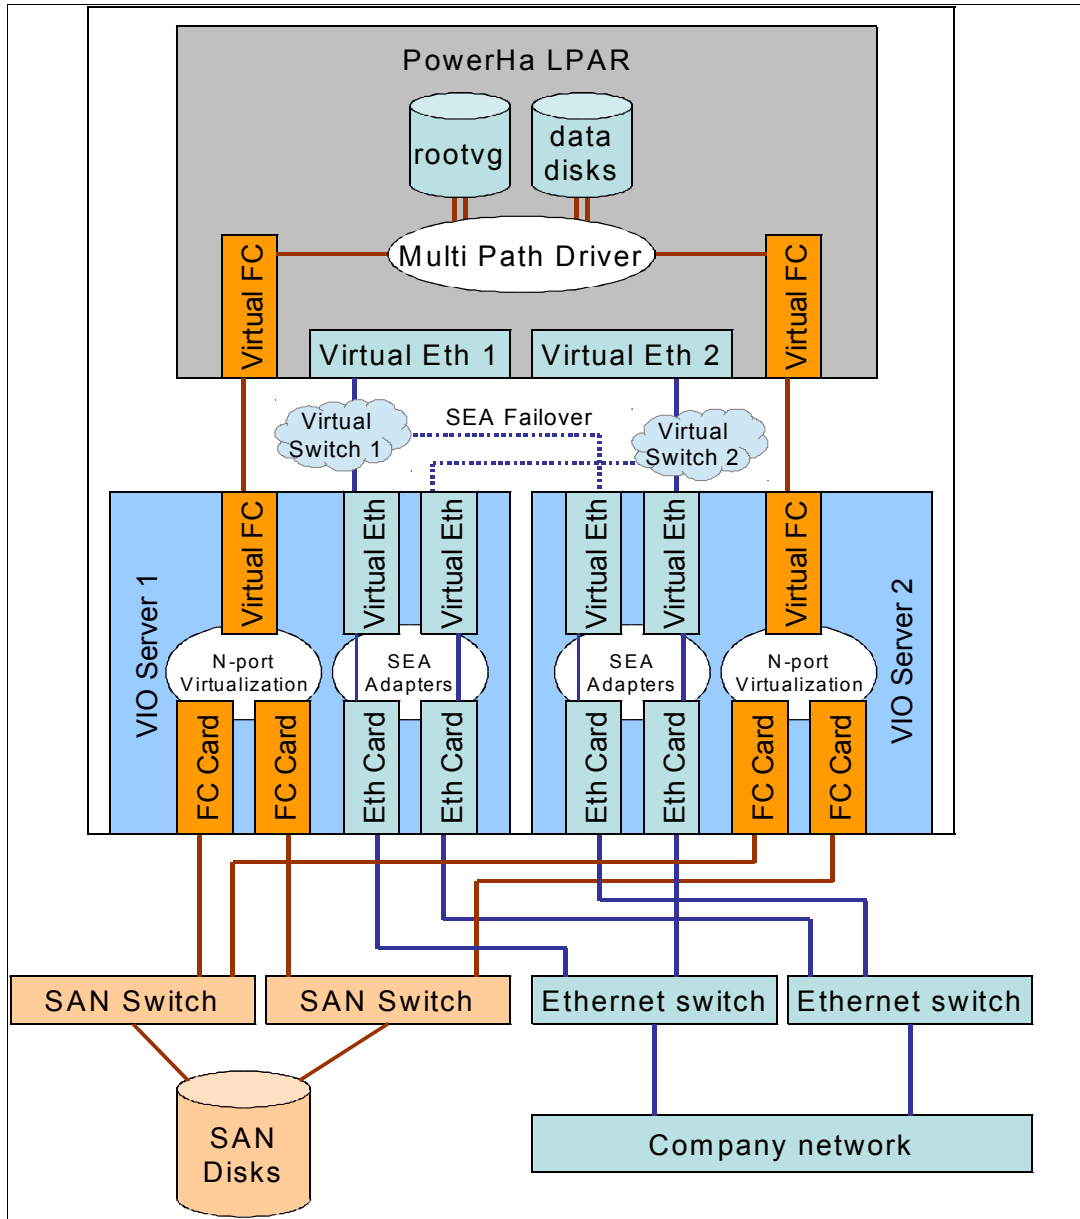 PowerHa LPAR
rootvg
data
disks
Multi Path Driver
Virtual FC
Virtual FC
Virtual Eth 1
Virtual Eth 2
Virtual
Switch 1
SEA Failover
Virtual
Switch 2
VIO Server 1
Virtual FC
Virtual Eth
Virtual Eth
N-port
Virtualization
SEA
Adapters
FC Card
FC Card
Eth Card
Eth Card
Virtual Eth
Virtual Eth
Virtual FC
SEA
Adapters
N-port
Virtualization
Eth Card
Eth Card
FC Card
FC Card
VIO Server 2
SAN Switch
SAN Switch
Ethernet switch
Ethernet switch
SAN
Disks
Company network